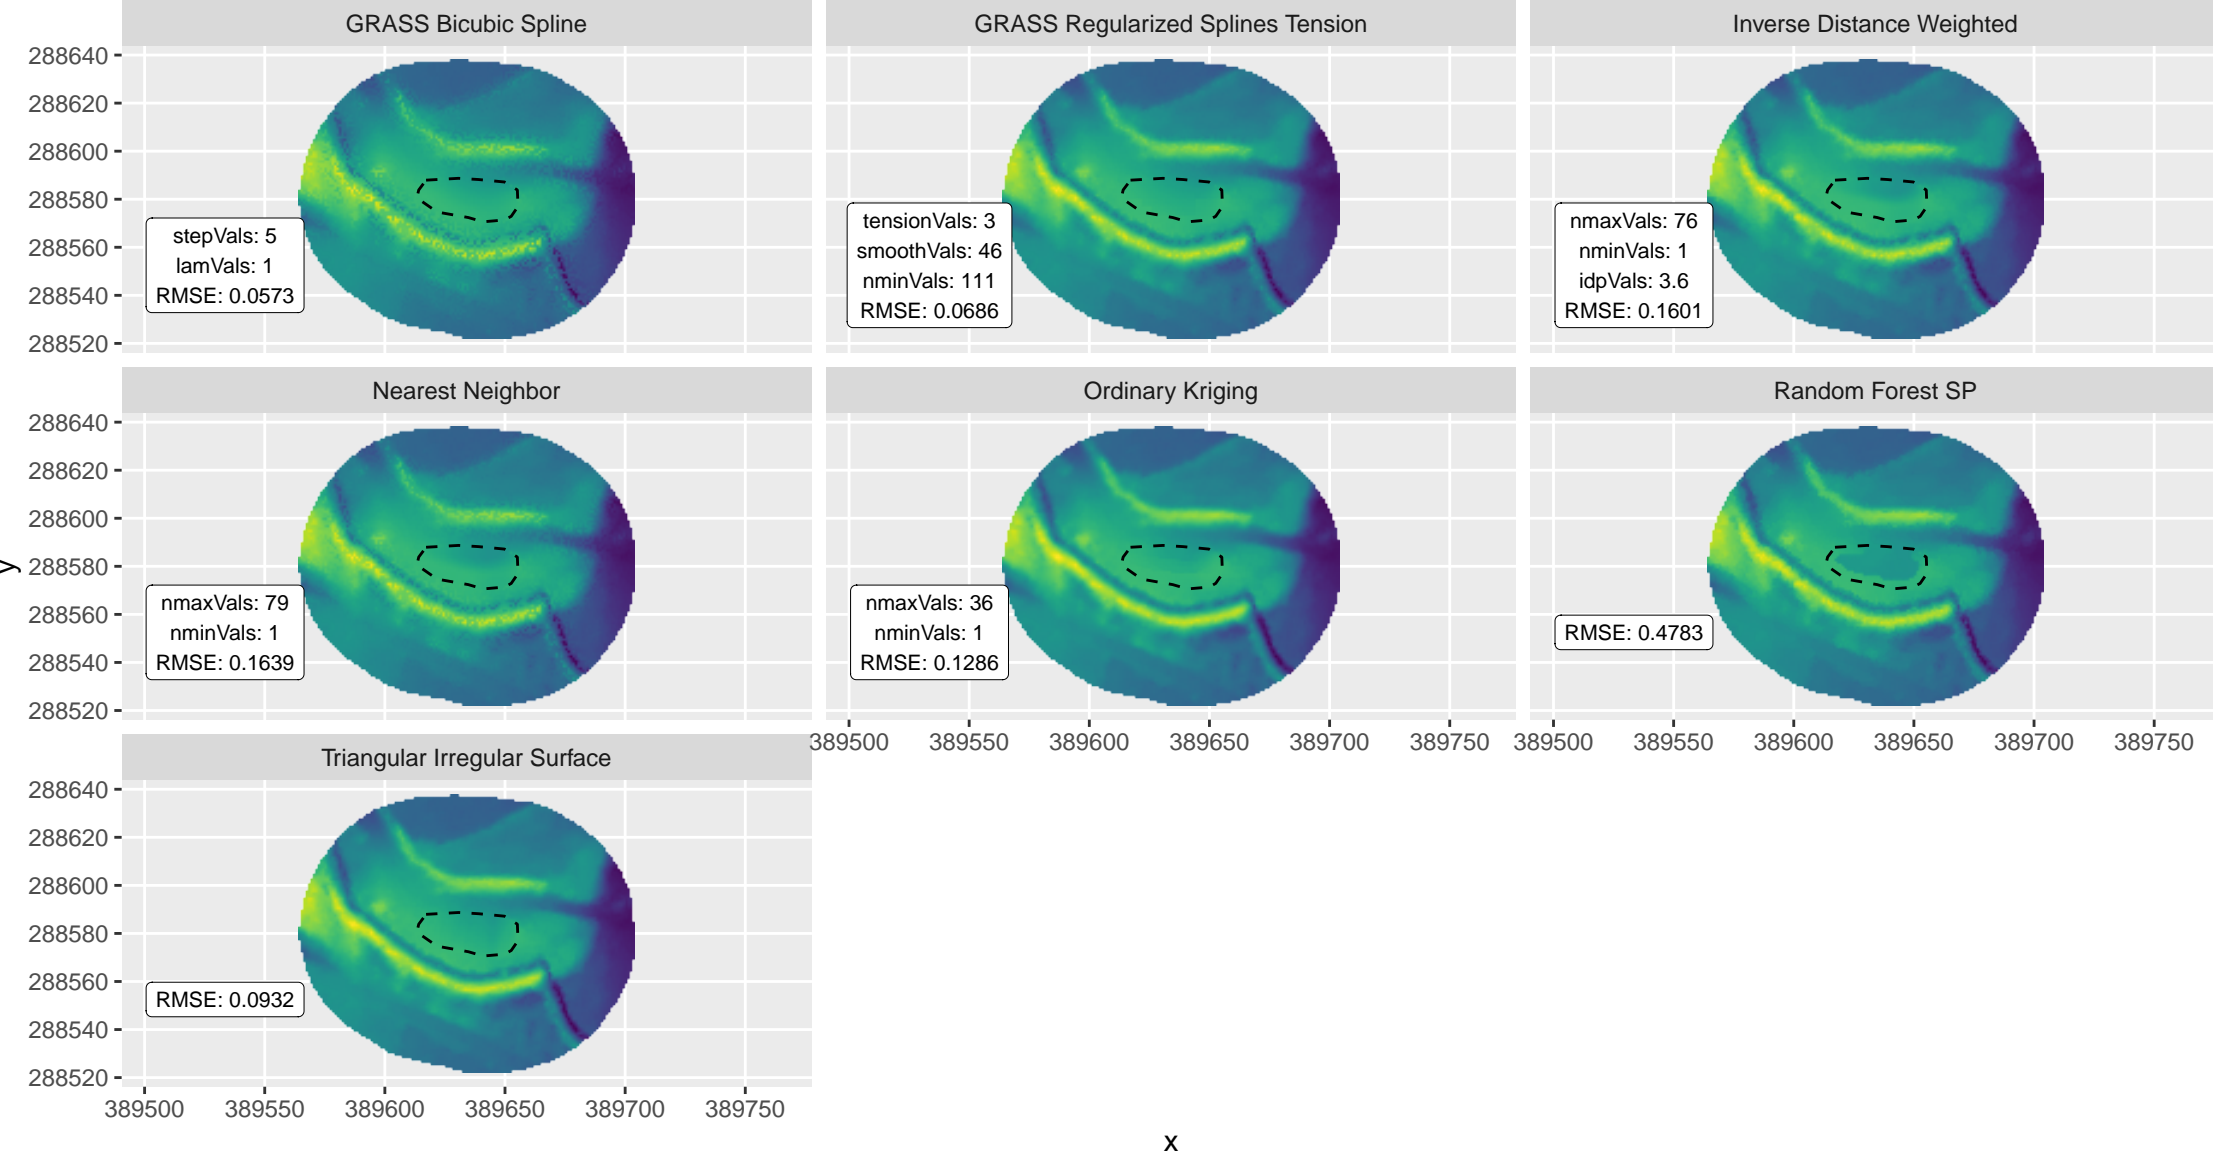 GRASS Bicubic Spline
GRASS Regularized Splines Tension
Inverse Distance Weighted
288640
288620
288600
288580
288560
288540
288520
stepVals: 5
lamVals: 1
RMSE: 0.0573
tensionVals: 3
smoothVals: 46
nminVals: 111
RMSE: 0.0686
nmaxVals: 76
nminVals: 1
idpVals: 3.6
RMSE: 0.1601
Nearest Neighbor
Ordinary Kriging
Random Forest SP
288640
288620
288600
288580
288560
288540
288520
y
nmaxVals: 79
nminVals: 1
RMSE: 0.1639
nmaxVals: 36
nminVals: 1
RMSE: 0.1286
RMSE: 0.4783
389500 389550 389600 389650 389700 389750
389500 389550 389600 389650 389700 389750
Triangular Irregular Surface
288640
288620
288600
288580
288560
288540
288520
RMSE: 0.0932
389500 389550 389600 389650 389700 389750
x